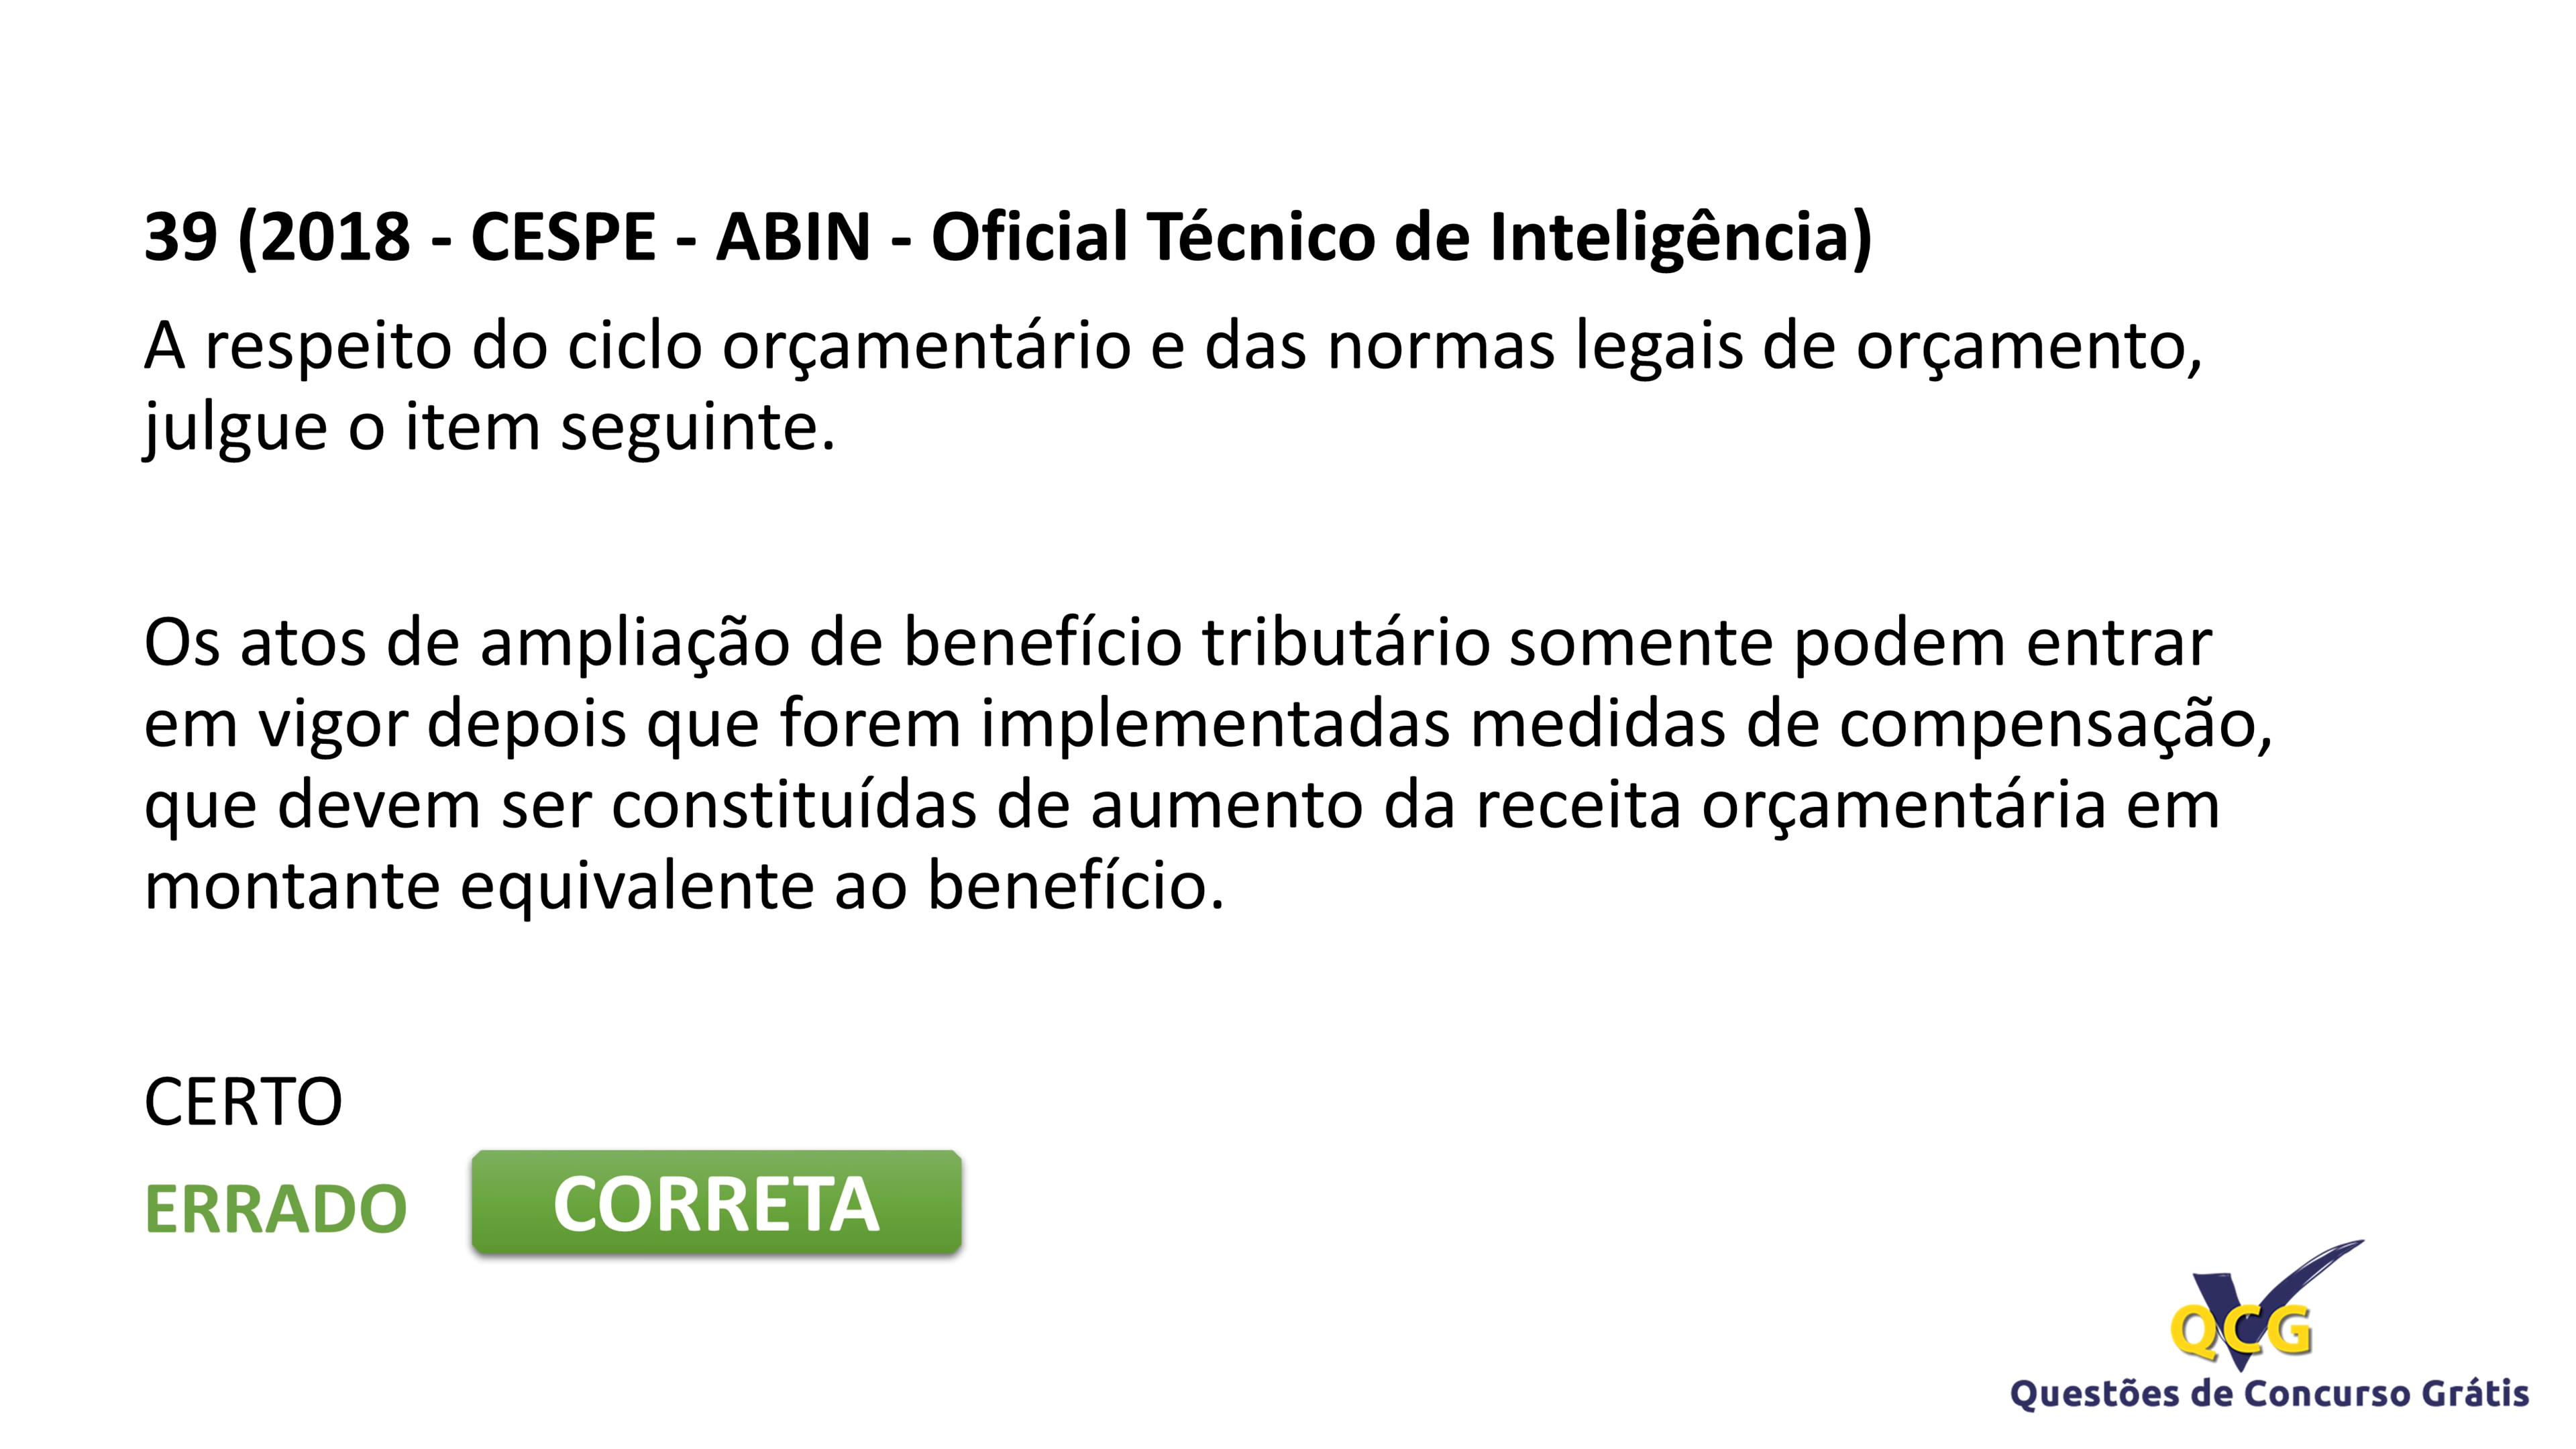 39 (2018 - CESPE - ABIN - Oficial Técnico de Inteligência)
A respeito do ciclo orçamentário e das normas legais de orçamento,
julgue o item seguinte.
Os atos de ampliação de benefício tributário somente podem entrar
em vigor depois que forem implementadas medidas de compensação,
que devem ser constituídas de aumento da receita orçamentária em
montante equivalente ao benefício.
CERTO
ERRADO CORRETA
QCG
Questões de Concurso Grátis